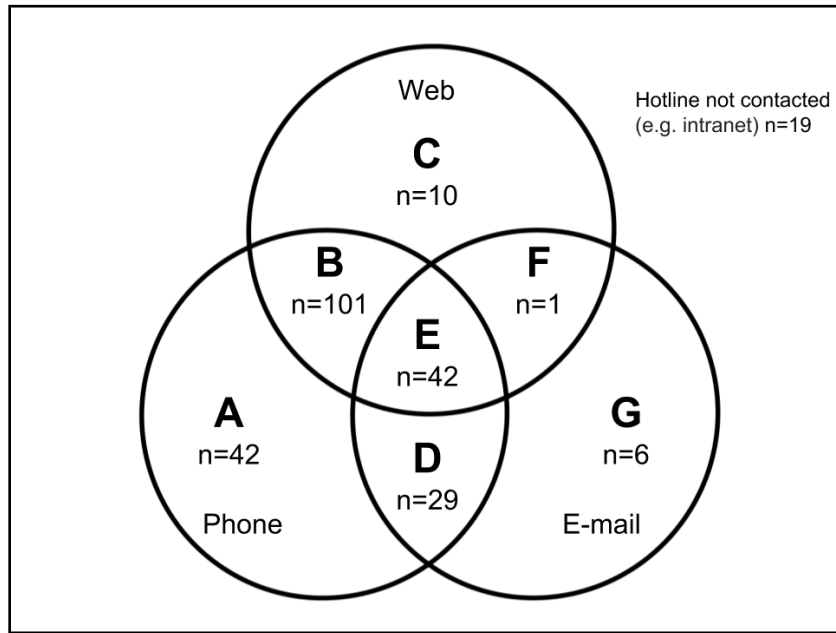 Web
Hotline not contacted
(e.g. intranet) n=19
C
n=10
B
n=101
F
n=1
E
n=42
A
n=42
G
n=6
D
n=29
Phone
E-mail